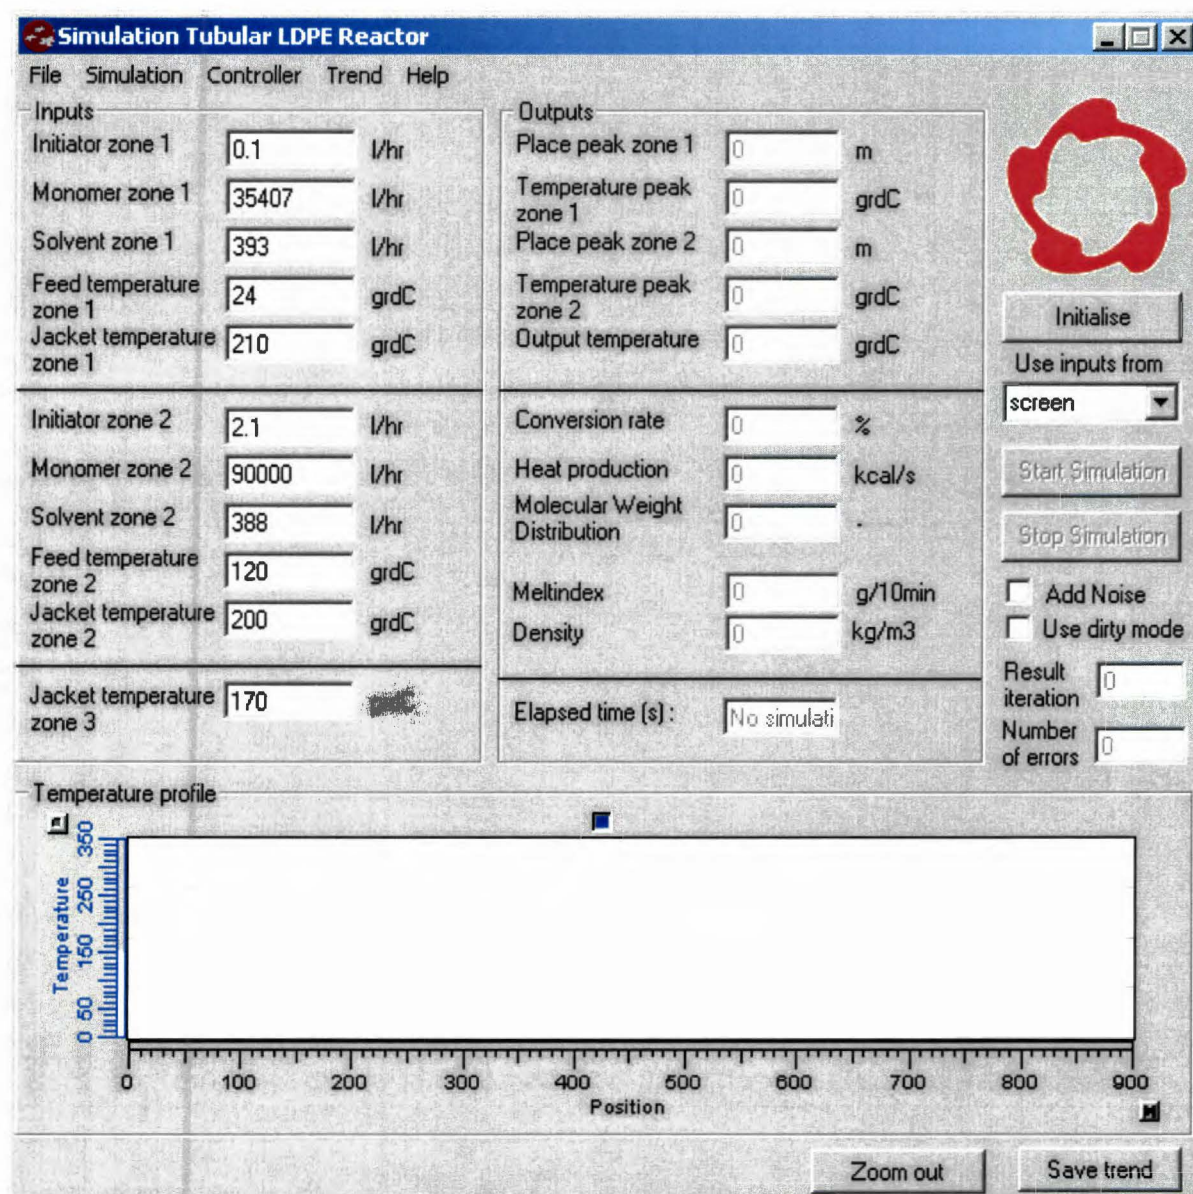 Simulation Tubular LDPE Reactor
File Simulation Controller Trend Help
Inputs
Initiator zone 1 0.1 l/hr
Monomer zone 1 35407 l/hr
Solvent zone 1 393 l/hr
Feed temperature
zone 1 24 grdC
Jacket temperature
zone 1 210 grdC
Initiator zone 2 2.1 l/hr
Monomer zone 2 90000 l/hr
Solvent zone 2 388 l/hr
Feed temperature
zone 2 120 grdC
Jacket temperature
zone 2 200 grdC
Jacket temperature
zone 3 170
Outputs
Place peak zone 1 0 m
Temperature peak
zone 1 0 grdC
Place peak zone 2 0 m
Temperature peak
zone 2 0 grdC
Output temperature 0 grdC
Conversion rate 0 %
Heat production 0 kcal/s
Molecular Weight
Distribution 0 -
Meltindex 0 g/10min
Density 0 kg/m3
Elapsed time (s) : No simulati
Initialise
Use inputs from
screen
Start Simulation
Stop Simulation
Add Noise
Use dirty mode
Result
iteration 0
Number
of errors 0
Temperature profile
Temperature
350
250
150
50
0
0 100 200 300 400 500 600 700 800 900
Position
Zoom out Save trend